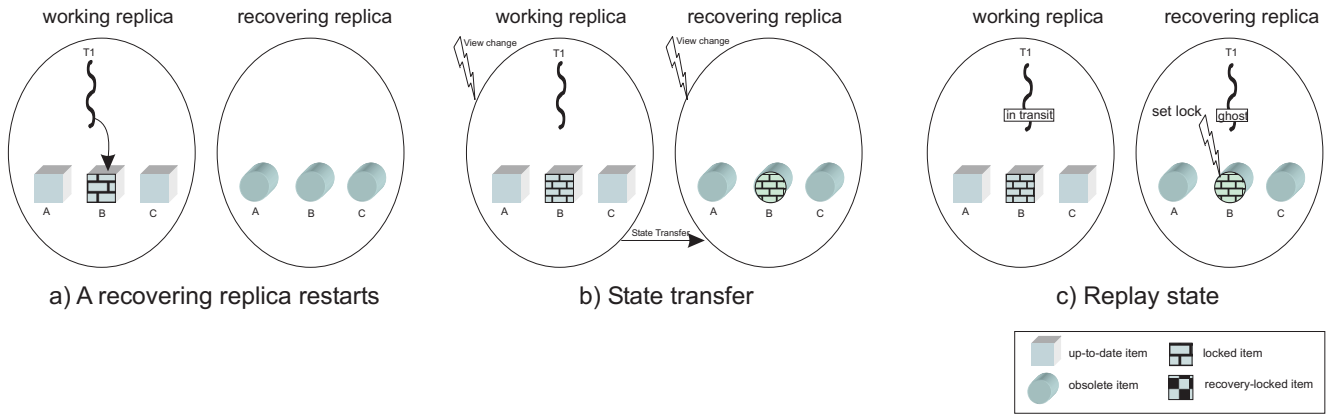 working replica
recovering replica
T1
A
B
C
A
B
C
a) A recovering replica restarts
working replica
recovering replica
View change
View change
T1
A
B
C
A
B
C
State Transfer
b) State transfer
working replica
recovering replica
T1
T1
in transit
set lock
ghost
A
B
C
A
B
C
c) Replay state
up-to-date item
locked item
obsolete item
recovery-locked item